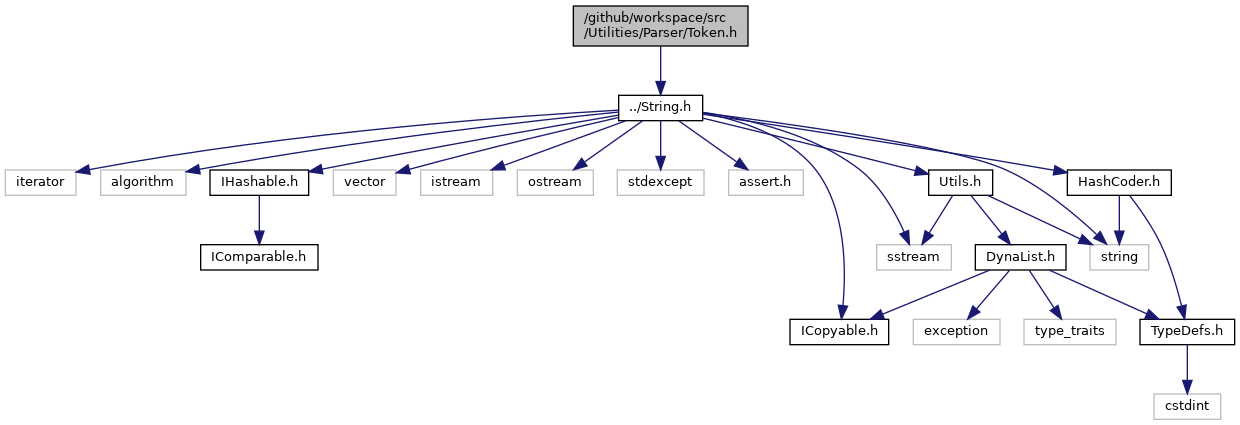 /github/workspace/src
/Utilities/Parser/Token.h
../String.h
iterator
algorithm
IHashable.h
vector
istream
ostream
stdexcept
assert.h
Utils.h
HashCoder.h
IComparable.h
sstream
DynaList.h
string
ICopyable.h
exception
type_traits
TypeDefs.h
cstdint